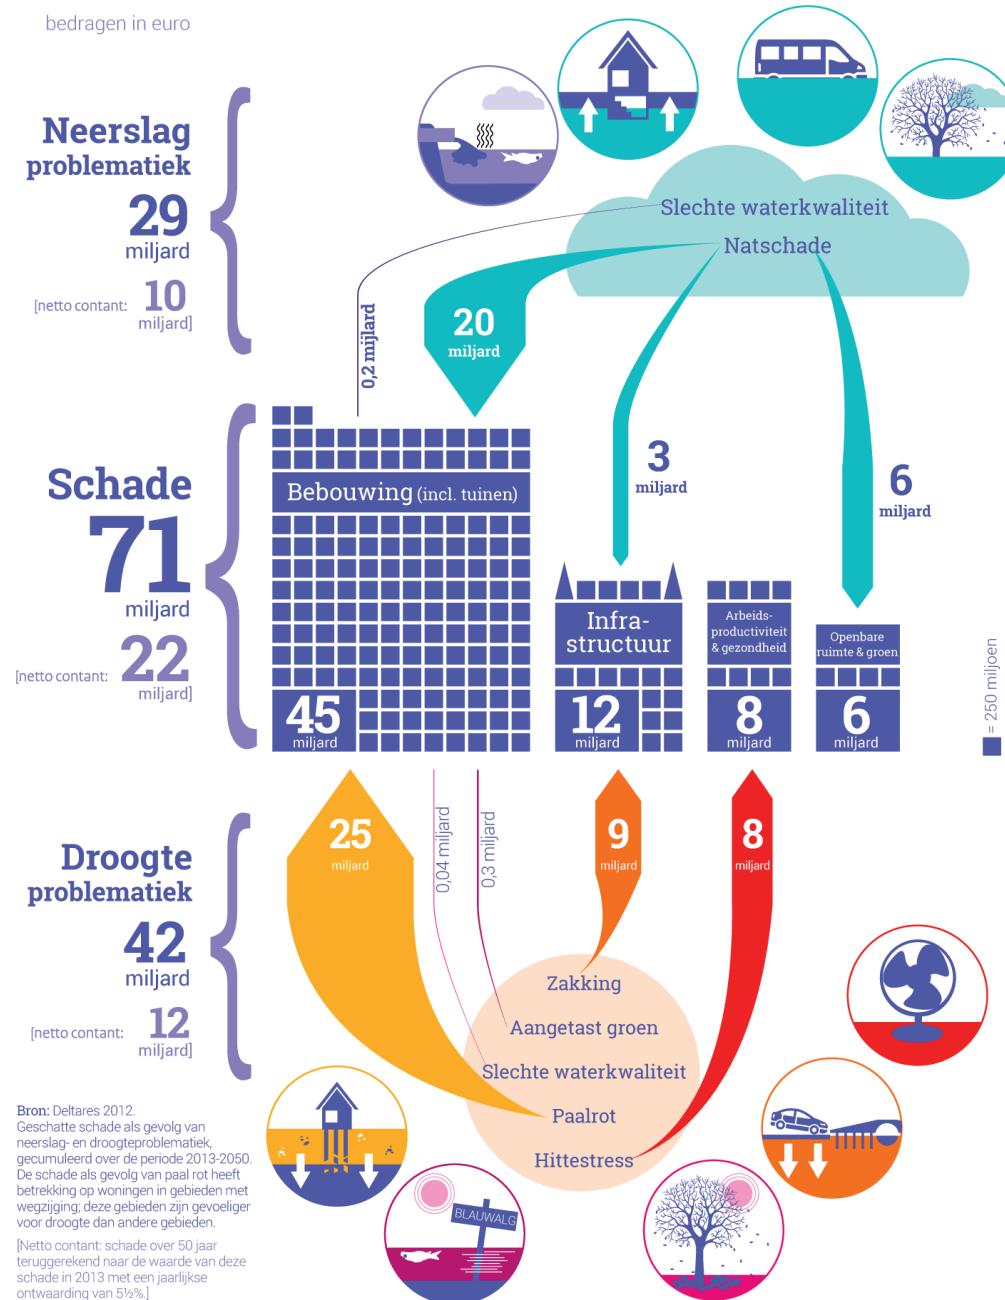 bedragen in euro
Neerslag
problematiek
29
miljard
[netto contant: 10
miljard]
Slechte waterkwaliteit
Natschade
0,2 mijlard
20
miljard
3
miljard
6
miljard
Schade
71
miljard
[netto contant: 22
miljard]
Bebouwing (incl. tuinen)
45
miljard
Infra-
structuur
12
miljard
Arbeids-
productiviteit
& gezondheid
8
miljard
Openbare
ruimte & groen
6
miljard
= 250 miljoen
Droogte
problematiek
42
miljard
[netto contant: 12
miljard]
25
miljard
0,04 miljard
0,3 miljard
9
miljard
8
miljard
Zakking
Aangetast groen
Slechte waterkwaliteit
Paalrot
Hittestress
BLAUWALG
Bron: Deltares 2012.
Geschatte schade als gevolg van
neerslag- en droogteproblematiek,
gecumuleerd over de periode 2013-2050.
De schade als gevolg van paal rot heeft
betrekking op woningen in gebieden met
wegzijging; deze gebieden zijn gevoeliger
voor droogte dan andere gebieden.
[Netto contant: schade over 50 jaar
teruggerekend naar de waarde van deze
schade in 2013 met een jaarlijkse
ontwaarding van 5½%.]